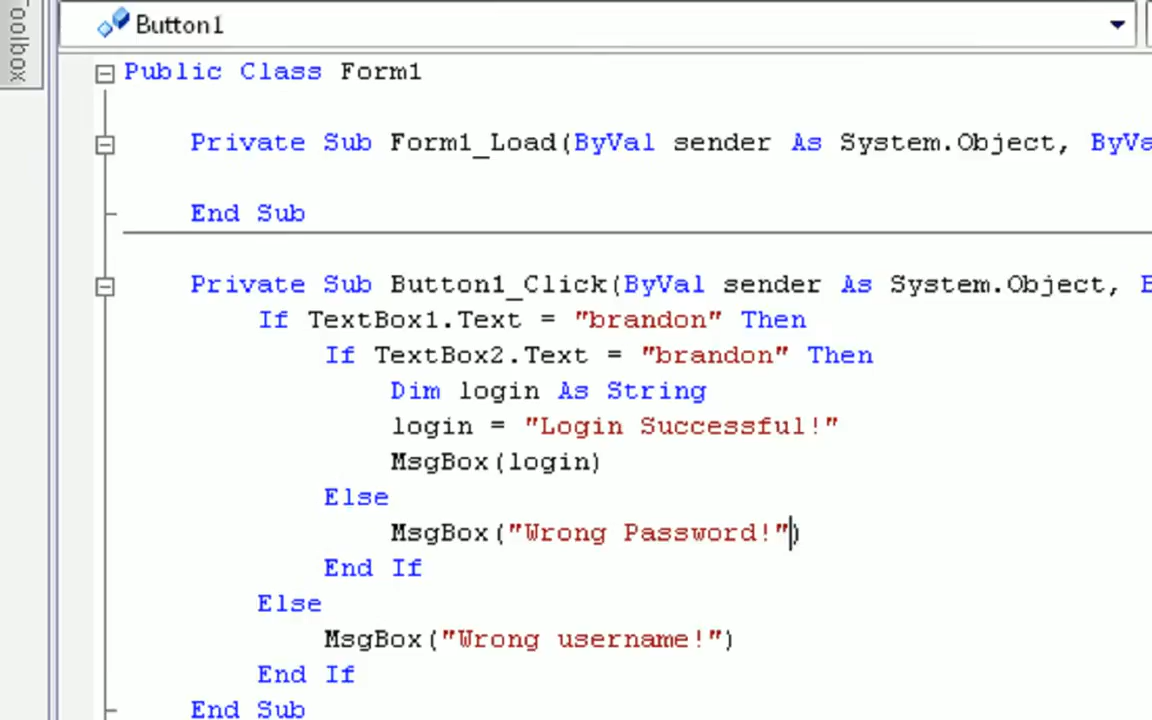 Toolbox
Button1
Public Class Form1
Private Sub Form1_Load(ByVal sender As System.Object, ByVa
End Sub
Private Sub Button1_Click(ByVal sender As System.Object, B
If TextBox1.Text = "brandon" Then
If TextBox2.Text = "brandon" Then
Dim login As String
login = "Login Successful!"
MsgBox(login)
Else
MsgBox("Wrong Password!")
End If
Else
MsgBox("Wrong username!")
End If
End Sub